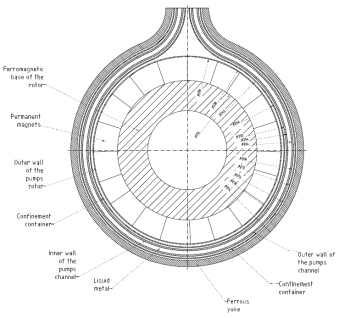 Ferromagnetic
base of the
rotor
Permanent
magnets
Outer wall
of the
pumps
rotor
Confinement
container
Inner wall
of the
pumps
channel
Liquid
metal
Ferrous
yoke
Confinement
container
Outer wall
of the pumps
channel